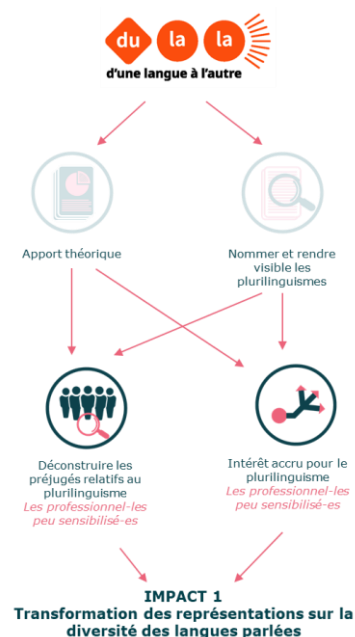 du la la
d'une langue à l'autre
Apport théorique
Nommer et rendre
visible les
plurilinguismes
Déconstruire les
préjugés relatifs au
plurilinguisme
Les professionnel-les
peu sensibilisé-es
Intérêt accru pour le
plurilinguisme
Les professionnel-les
peu sensibilisé-es
IMPACT 1
Transformation des représentations sur la
diversité des langues parlées